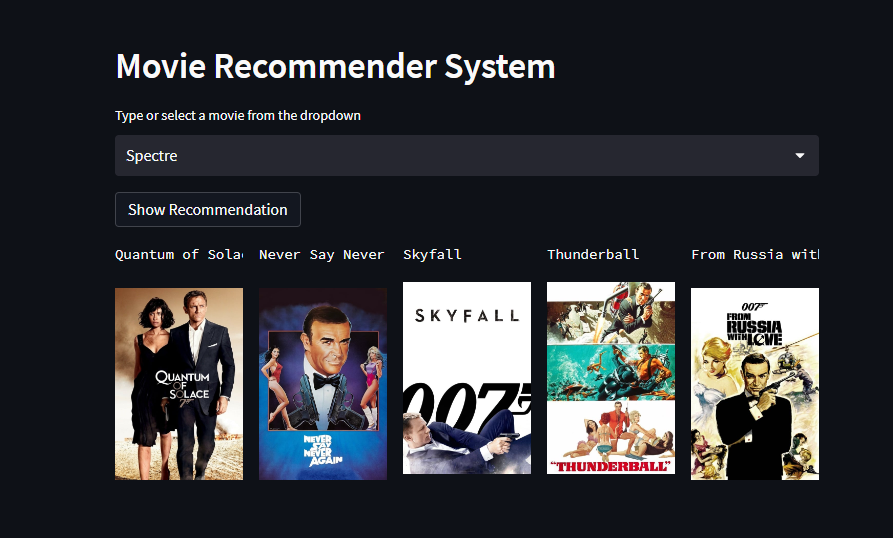 Movie Recommender System
Type or select a movie from the dropdown
Spectre
Show Recommendation
Quantum of Sola
Never Say Never
Skyfall
Thunderball
From Russia with
QUANTUM
OF
SOLACE
NEVER
SAY
NEVER
AGAIN
SKYFALL
007
"THUNDERBALL"
007
FROM
RUSSIA
WITH LOVE